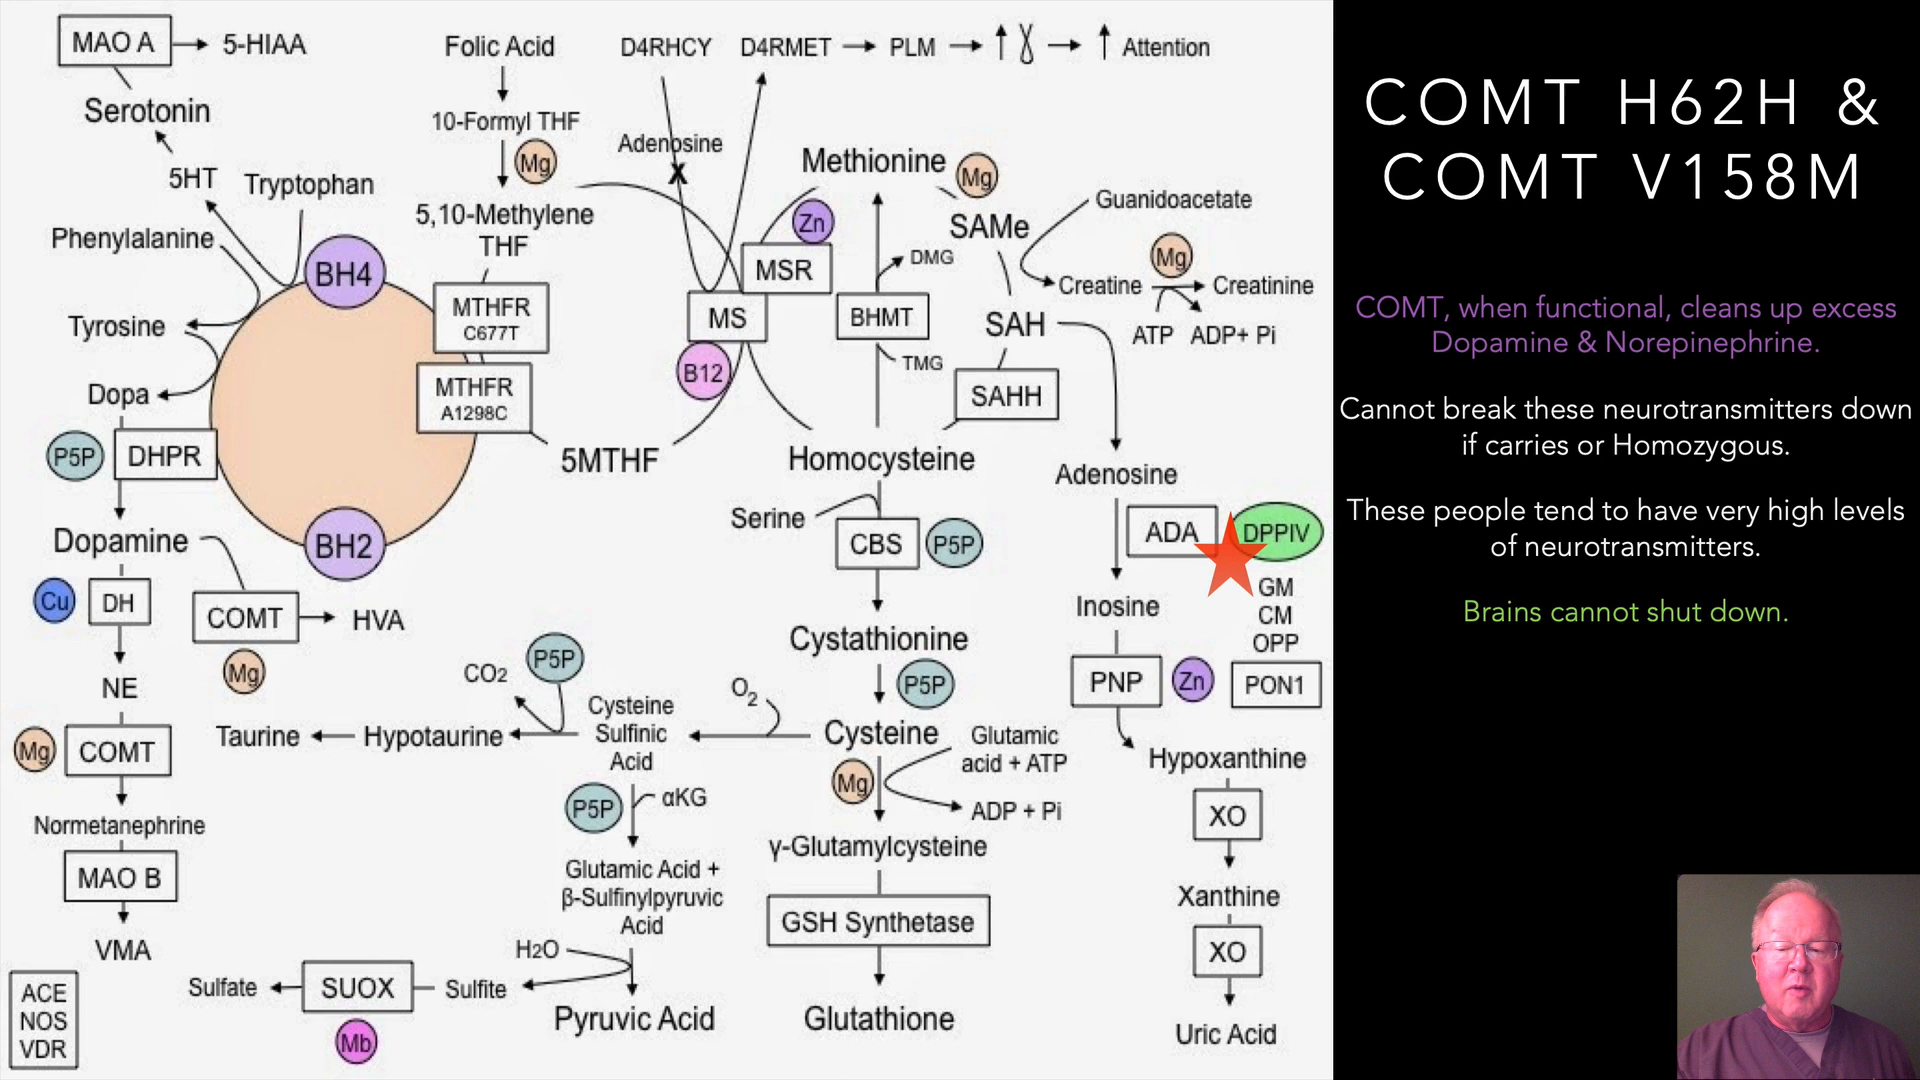 MAO A
5-HIAA
Serotonin
5HT
Tryptophan
Phenylalanine
Tyrosine
Dopa
P5P
DHPR
Dopamine
Cu
DH
COMT
HVA
Mg
NE
Mg
COMT
Normetanephrine
MAO B
VMA
ACE
NOS
VDR
BH4
BH2
Folic Acid
10-Formyl THF
Mg
5,10-Methylene
THF
MTHFR
C677T
MTHFR
A1298C
5MTHF
D4RHCY
D4RMET
PLM
Attention
Adenosine
X
Methionine
Mg
Zn
MSR
MS
B12
BHMT
DMG
TMG
SAMe
SAH
SAHH
Guanidoacetate
Creatine
Mg
Creatinine
ATP
ADP+ Pi
Homocysteine
Serine
CBS
P5P
Cystathionine
P5P
Cysteine
O2
Cysteine
Sulfinic
Acid
CO2
P5P
Hypotaurine
Taurine
P5P
αKG
Glutamic Acid +
β-Sulfinylpyruvic
Acid
H2O
Sulfite
SUOX
Sulfate
Mb
Pyruvic Acid
Mg
Glutamic
acid + ATP
ADP + Pi
γ-Glutamylcysteine
GSH Synthetase
Glutathione
Adenosine
ADA
DPPIV
GM
CM
OPP
PON1
Inosine
PNP
Zn
Hypoxanthine
XO
Xanthine
XO
Uric Acid
COMT H62H &
COMT V158M
COMT, when functional, cleans up excess
Dopamine & Norepinephrine.
Cannot break these neurotransmitters down
if carries or Homozygous.
These people tend to have very high levels
of neurotransmitters.
Brains cannot shut down.